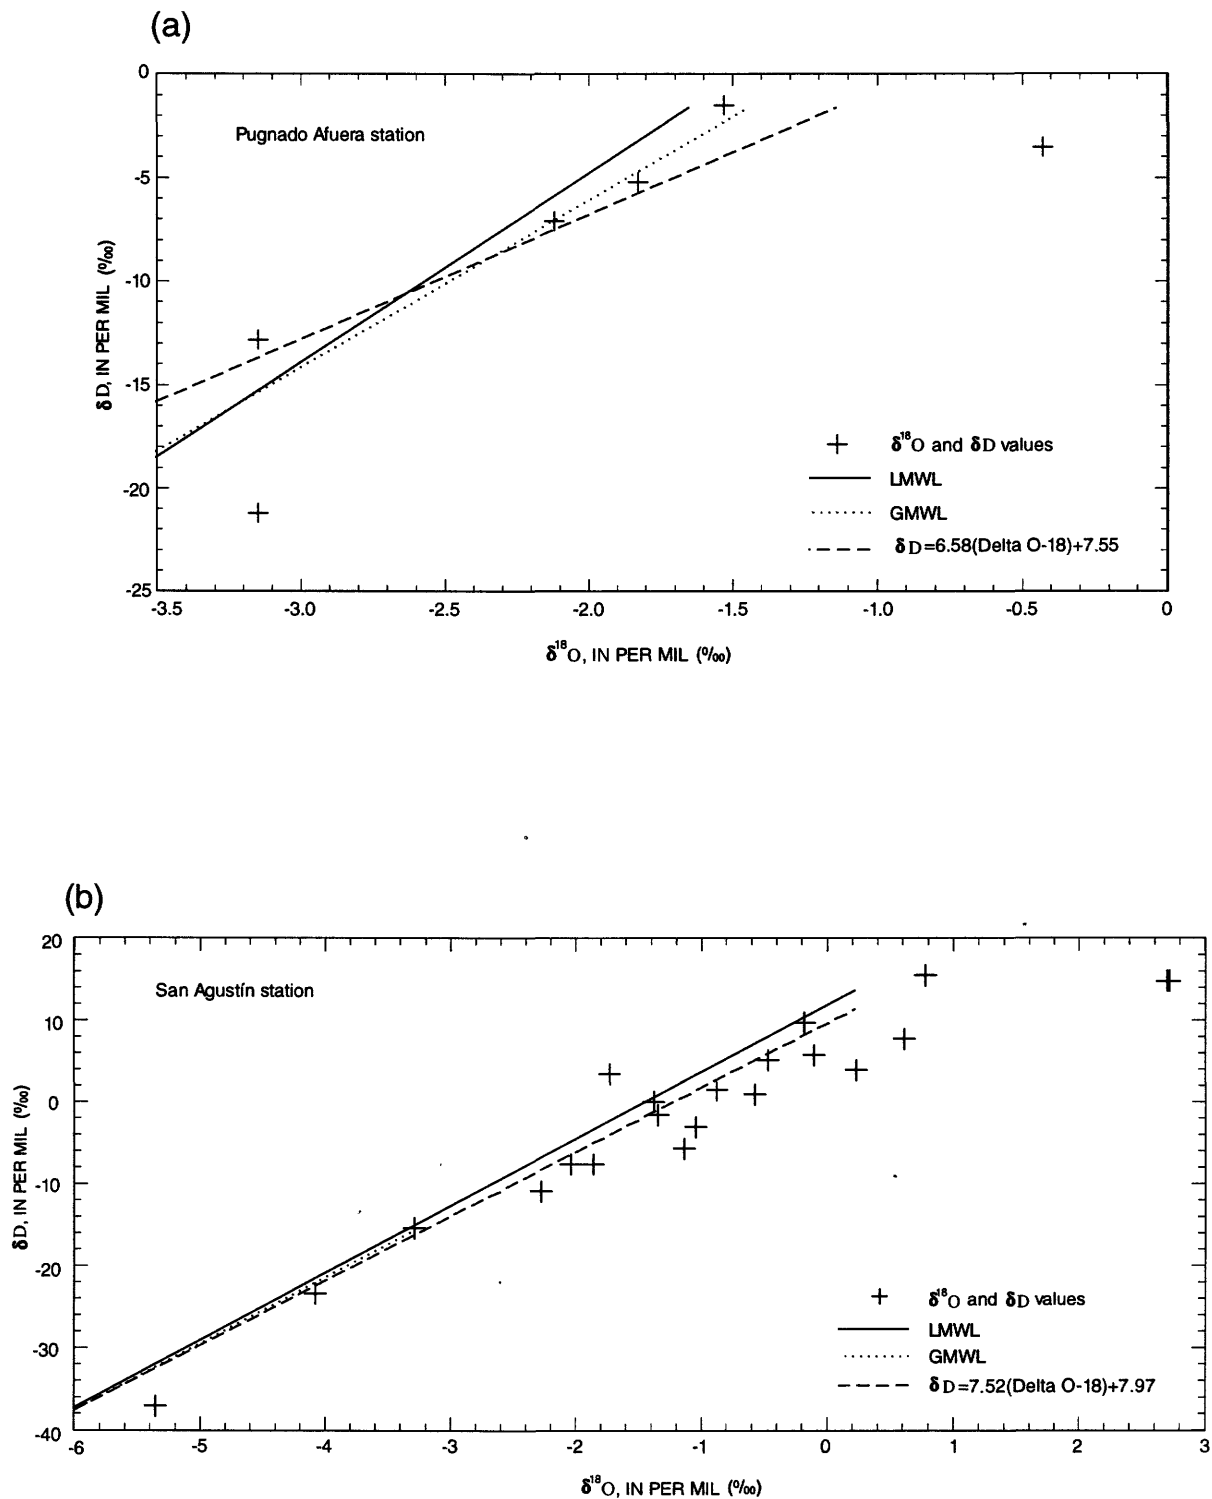 (a)
0
Pugnado Afuera station
-5
δD, IN PER MIL (‰)
-10
-15
-20
-25
δ¹⁸O and δD values
LMWL
GMWL
δD=6.58(Delta O-18)+7.55
-3.5 -3.0 -2.5 -2.0 -1.5 -1.0 -0.5 0
δ¹⁸O, IN PER MIL (‰)
(b)
20
San Agustín station
10
0
δD, IN PER MIL (‰)
-10
-20
-30
-40
δ¹⁸O and δD values
LMWL
GMWL
δD=7.52(Delta O-18)+7.97
-6 -5 -4 -3 -2 -1 0 1 2 3
δ¹⁸O, IN PER MIL (‰)